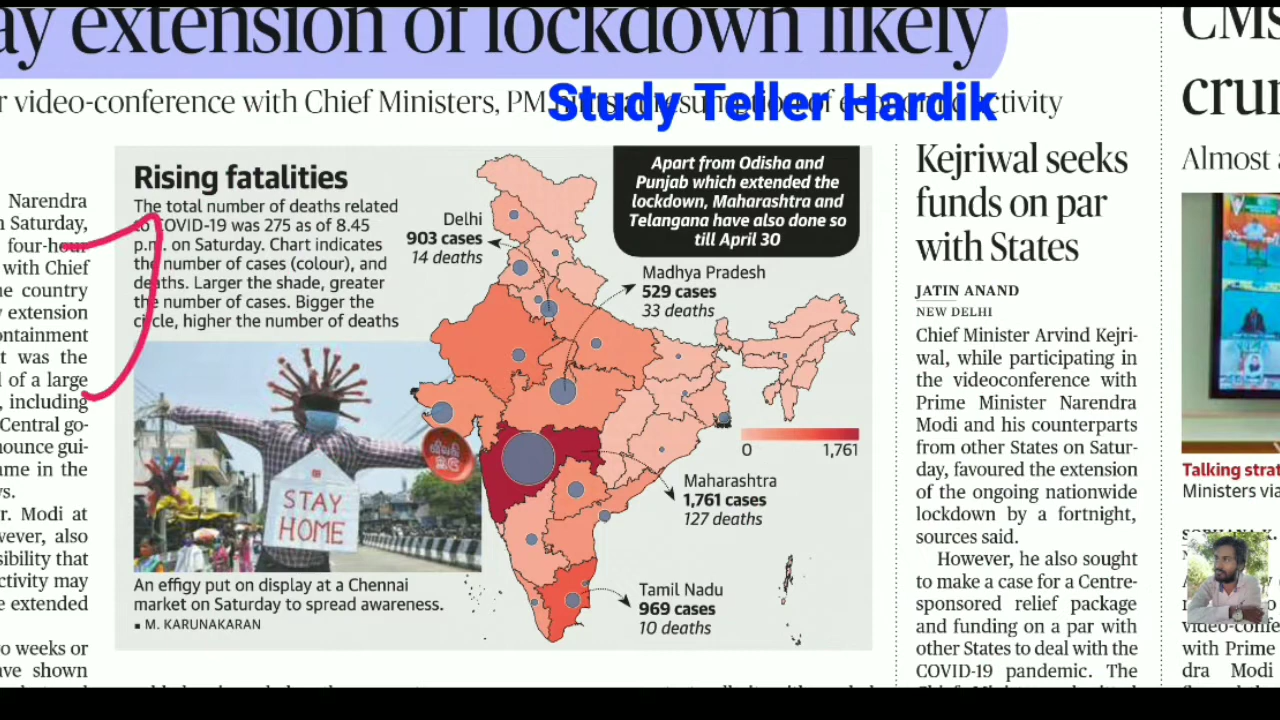 ay extension of lockdown likely
r video-conference with Chief Ministers, PM
Study Teller Hardik
Narendra
n Saturday,
four-hour
with Chief
ne country
y extension
ontainment
t was the
l of a large
, including
Central go-
nounce gui-
ame in the
s.
r. Modi at
wever, also
sibility that
ctivity may
e extended
o weeks or
ave shown
Rising fatalities
The total number of deaths related
to COVID-19 was 275 as of 8.45
p.m. on Saturday. Chart indicates
the number of cases (colour), and
deaths. Larger the shade, greater
the number of cases. Bigger the
circle, higher the number of deaths
Apart from Odisha and
Punjab which extended the
lockdown, Maharashtra and
Telangana have also done so
till April 30
Delhi
903 cases
14 deaths
Madhya Pradesh
529 cases
33 deaths
0 1,761
Maharashtra
1,761 cases
127 deaths
Tamil Nadu
969 cases
10 deaths
STAY
HOME
An effigy put on display at a Chennai
market on Saturday to spread awareness.
▪ M. KARUNAKARAN
Kejriwal seeks
funds on par
with States
JATIN ANAND
NEW DELHI
Chief Minister Arvind Kejri-
wal, while participating in
the videoconference with
Prime Minister Narendra
Modi and his counterparts
from other States on Satur-
day, favoured the extension
of the ongoing nationwide
lockdown by a fortnight,
sources said.
However, he also sought
to make a case for a Centre-
sponsored relief package
and funding on a par with
other States to deal with the
COVID-19 pandemic. The
CMs
crun
Almost a
Talking strat
Ministers via
video-confe
with Prime
dra Modi